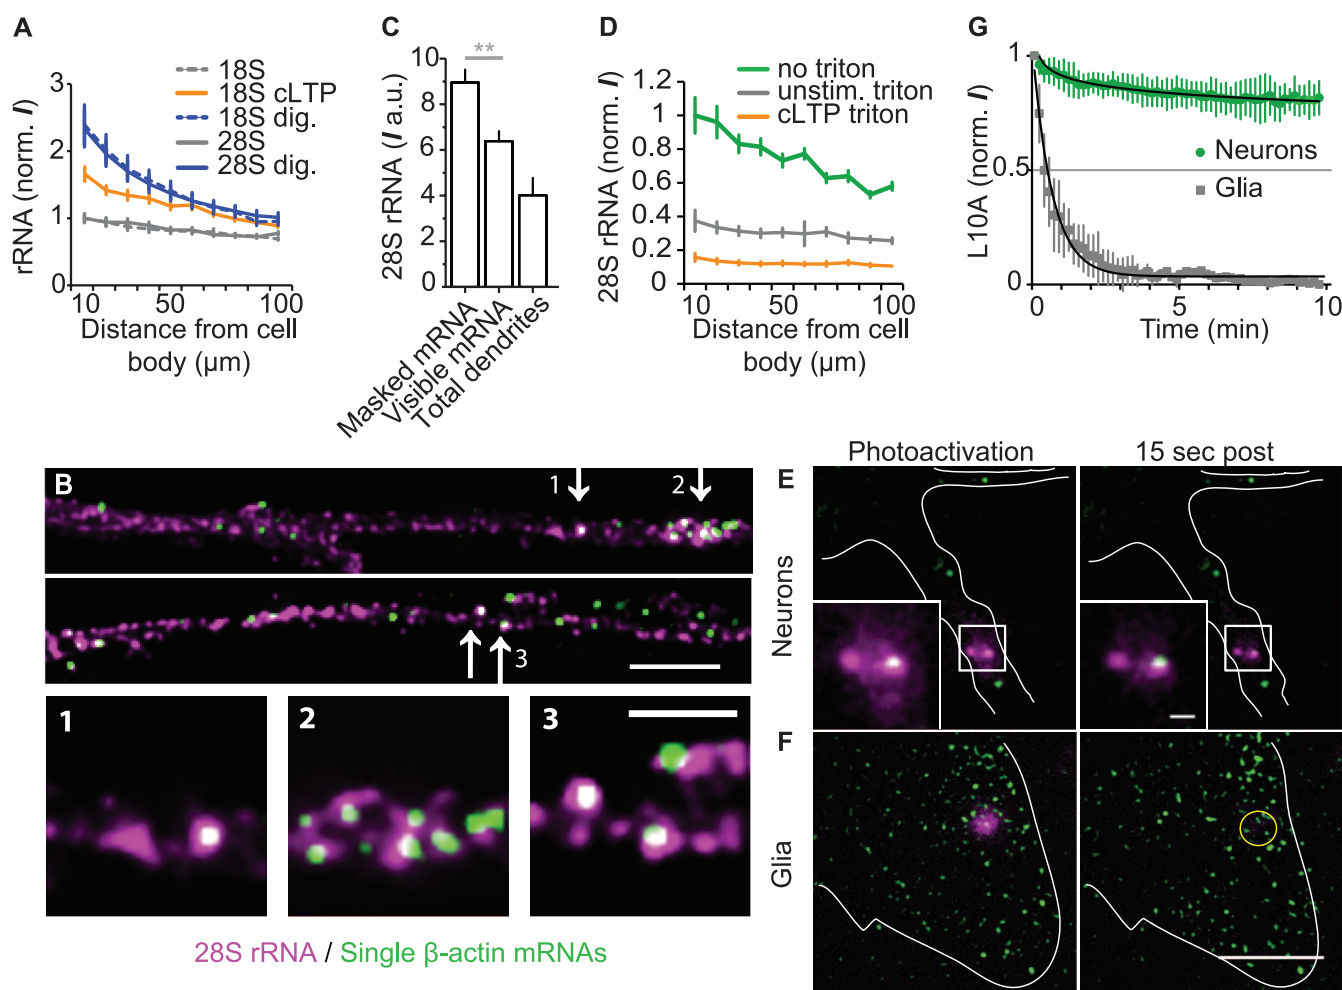 A
rRNA (norm. I)
3
2
1
0
18S
18S cLTP
18S dig.
28S
28S dig.
10 50 100
Distance from cell
body (µm)
C
28S rRNA (I a.u.)
10
8
6
4
2
0
**
Masked mRNA
Visible mRNA
Total dendrites
D
28S rRNA (norm. I)
1.2
1
0.8
0.6
0.4
0.2
0
no triton
unstim. triton
cLTP triton
10 50 100
Distance from cell
body (µm)
G
L10A (norm. I)
1
0.5
0
Neurons
Glia
0 5 10
Time (min)
B
1
2
3
1
2
3
28S rRNA / Single β-actin mRNAs
Photoactivation
15 sec post
E
Neurons
F
Glia